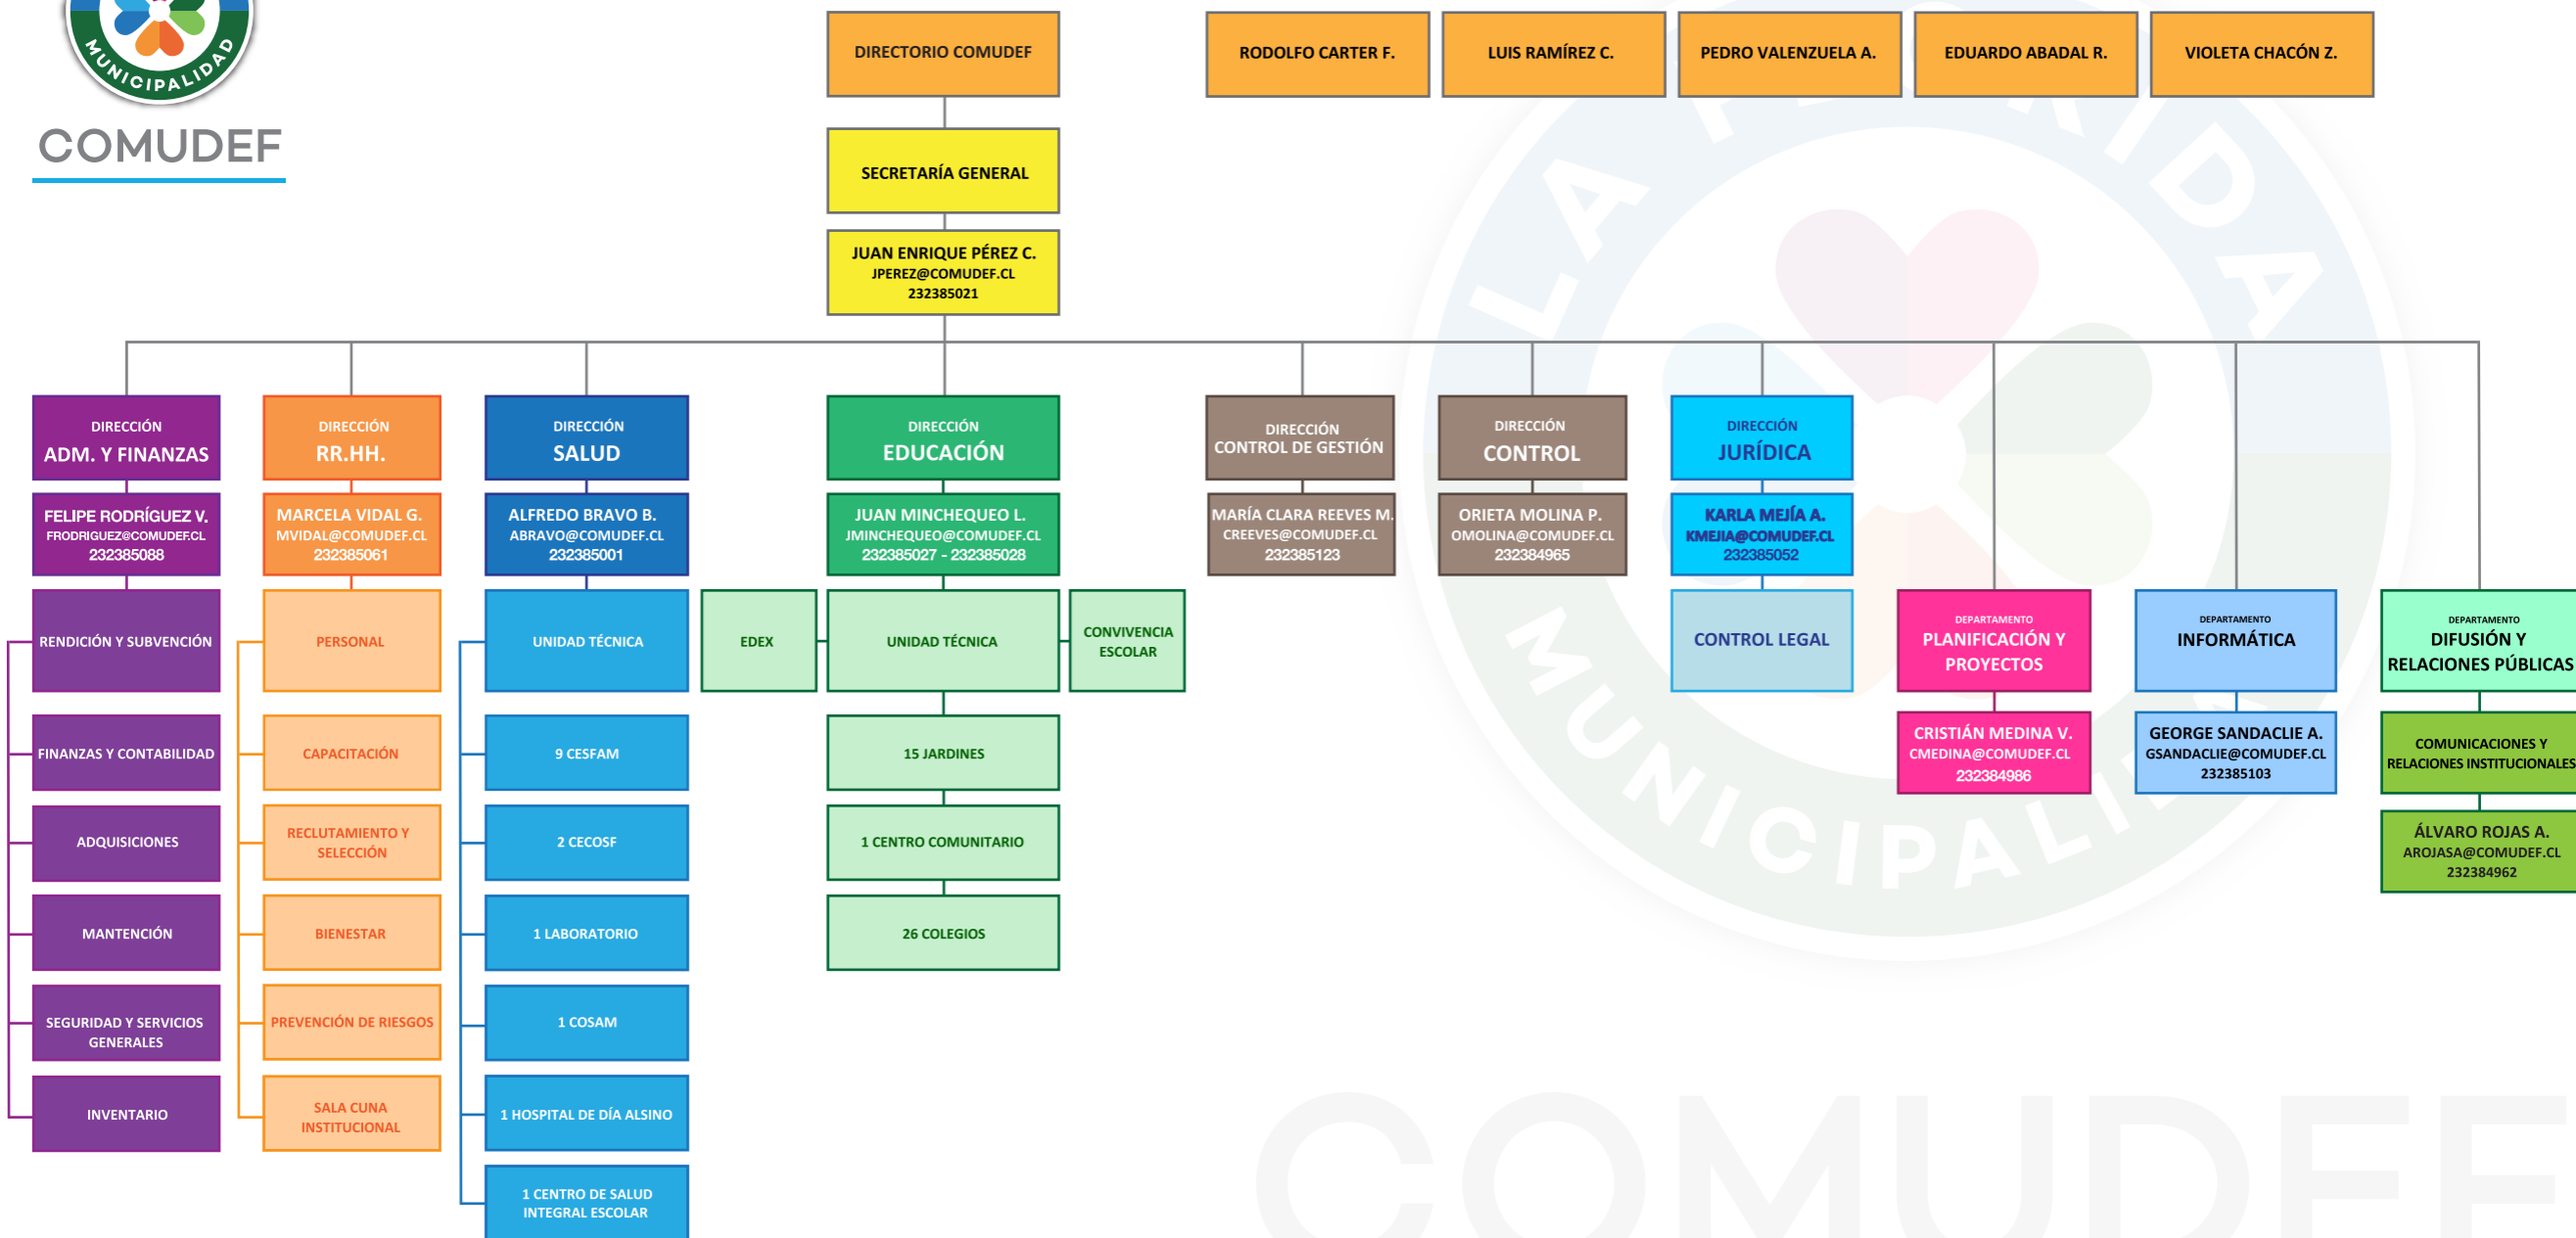 MUNICIPALIDAD
COMUDEF
DIRECTORIO COMUDEF
RODOLFO CARTER F.
LUIS RAMÍREZ C.
PEDRO VALENZUELA A.
EDUARDO ABADAL R.
VIOLETA CHACÓN Z.
SECRETARÍA GENERAL
JUAN ENRIQUE PÉREZ C.
JPEREZ@COMUDEF.CL
232385021
DIRECCIÓN
ADM. Y FINANZAS
FELIPE RODRÍGUEZ V.
FRODRIGUEZ@COMUDEF.CL
232385088
RENDICIÓN Y SUBVENCIÓN
FINANZAS Y CONTABILIDAD
ADQUISICIONES
MANTENCIÓN
SEGURIDAD Y SERVICIOS
GENERALES
INVENTARIO
DIRECCIÓN
RR.HH.
MARCELA VIDAL G.
MVIDAL@COMUDEF.CL
232385061
PERSONAL
CAPACITACIÓN
RECLUTAMIENTO Y
SELECCIÓN
BIENESTAR
PREVENCIÓN DE RIESGOS
SALA CUNA
INSTITUCIONAL
DIRECCIÓN
SALUD
ALFREDO BRAVO B.
ABRAVO@COMUDEF.CL
232385001
UNIDAD TÉCNICA
9 CESFAM
2 CECOSF
1 LABORATORIO
1 COSAM
1 HOSPITAL DE DÍA ALSINO
1 CENTRO DE SALUD
INTEGRAL ESCOLAR
DIRECCIÓN
EDUCACIÓN
JUAN MINCHEQUEO L.
JMINCHEQUEO@COMUDEF.CL
232385027 - 232385028
EDEX
UNIDAD TÉCNICA
CONVIVENCIA
ESCOLAR
15 JARDINES
1 CENTRO COMUNITARIO
26 COLEGIOS
DIRECCIÓN
CONTROL DE GESTIÓN
MARÍA CLARA REEVES M.
CREEVES@COMUDEF.CL
232385123
DIRECCIÓN
CONTROL
ORIETA MOLINA P.
OMOLINA@COMUDEF.CL
232384965
DIRECCIÓN
JURÍDICA
KARLA MEJÍA A.
KMEJIA@COMUDEF.CL
232385052
CONTROL LEGAL
DEPARTAMENTO
PLANIFICACIÓN Y
PROYECTOS
CRISTIÁN MEDINA V.
CMEDINA@COMUDEF.CL
232384986
DEPARTAMENTO
INFORMÁTICA
GEORGE SANDACLIE A.
GSANDACLIE@COMUDEF.CL
232385103
DEPARTAMENTO
DIFUSIÓN Y
RELACIONES PÚBLICAS
COMUNICACIONES Y
RELACIONES INSTITUCIONALES
ÁLVARO ROJAS A.
AROJASA@COMUDEF.CL
232384962
LA FLORIDA
MUNICIPALIDAD
COMUDEF